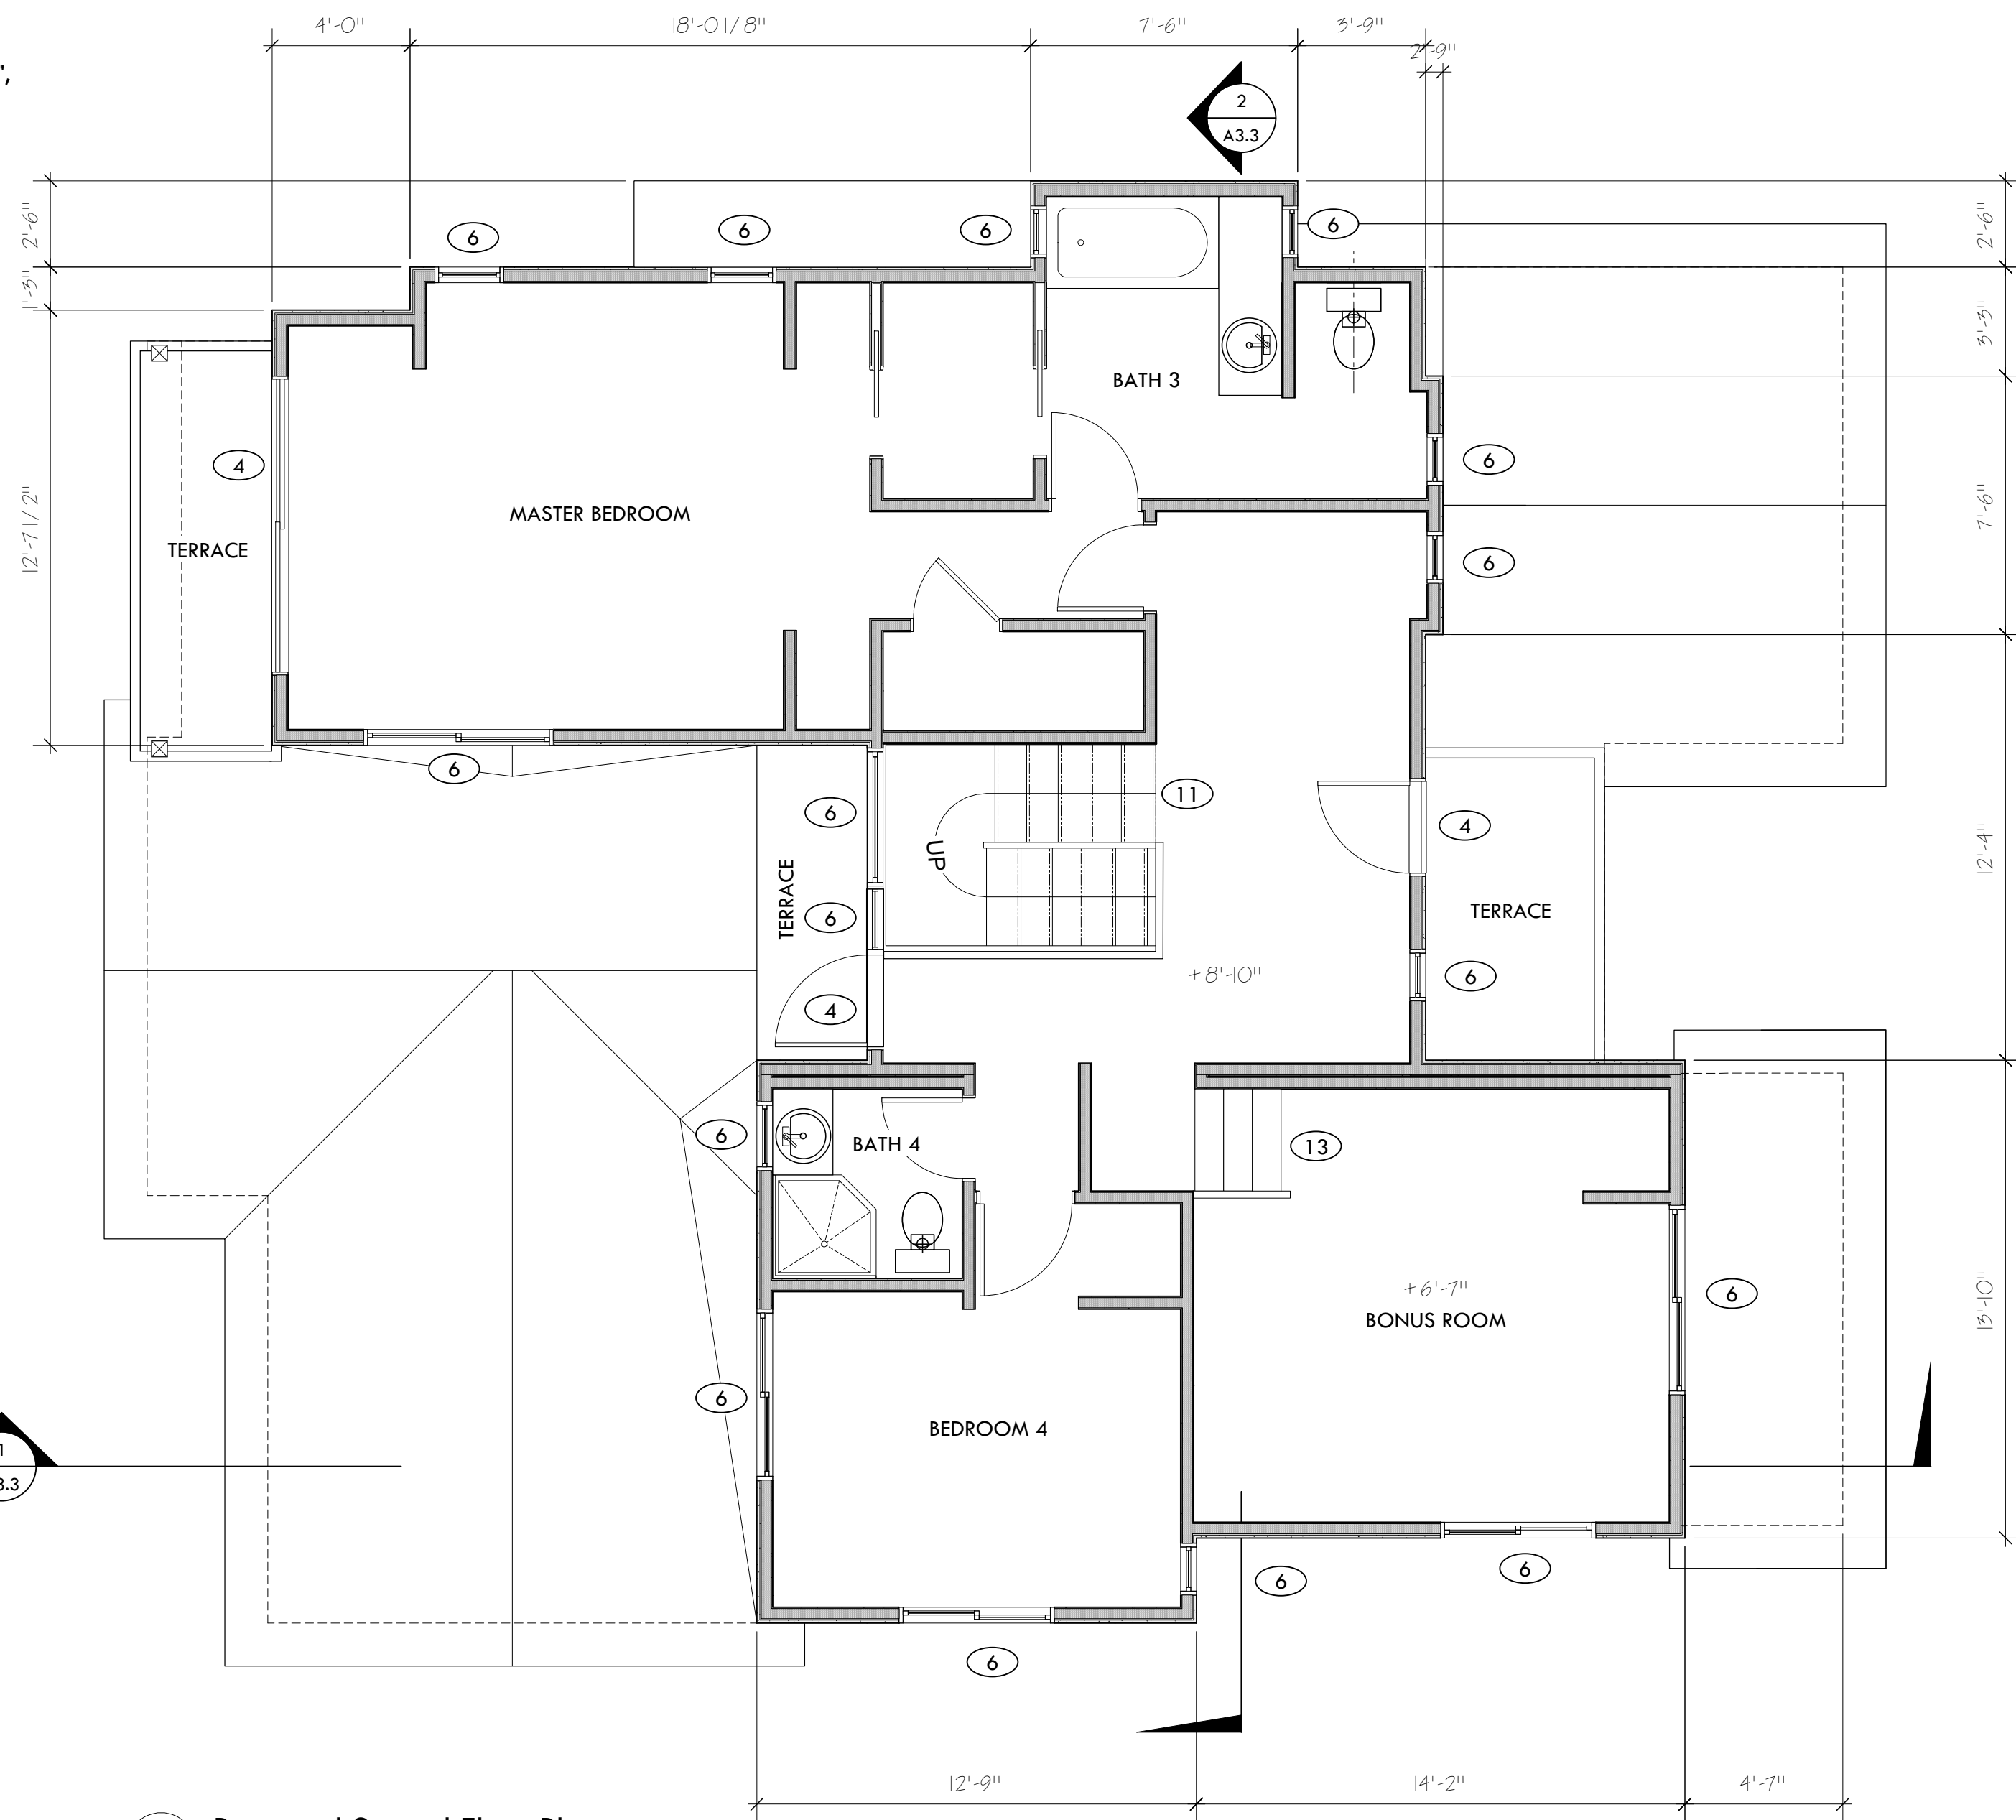 4'-0" 18'-0 1/8" 7'-6" 3'-9"
2'-9"
",
2
A3.3
2'-6" 6 6 6 6 2'-6"
1'-3" 3'-3"
BATH 3
4 6
12'-7 1/2" MASTER BEDROOM 7'-6"
TERRACE 6
6 11
6 4
UP 12'-4"
TERRACE
6 TERRACE
+8'-10" 6
4
6 BATH 4 13
+6'-7" 6 13'-10"
BONUS ROOM
6
BEDROOM 4
1
3.3
6 6
6
12'-9" 14'-2" 4'-7"